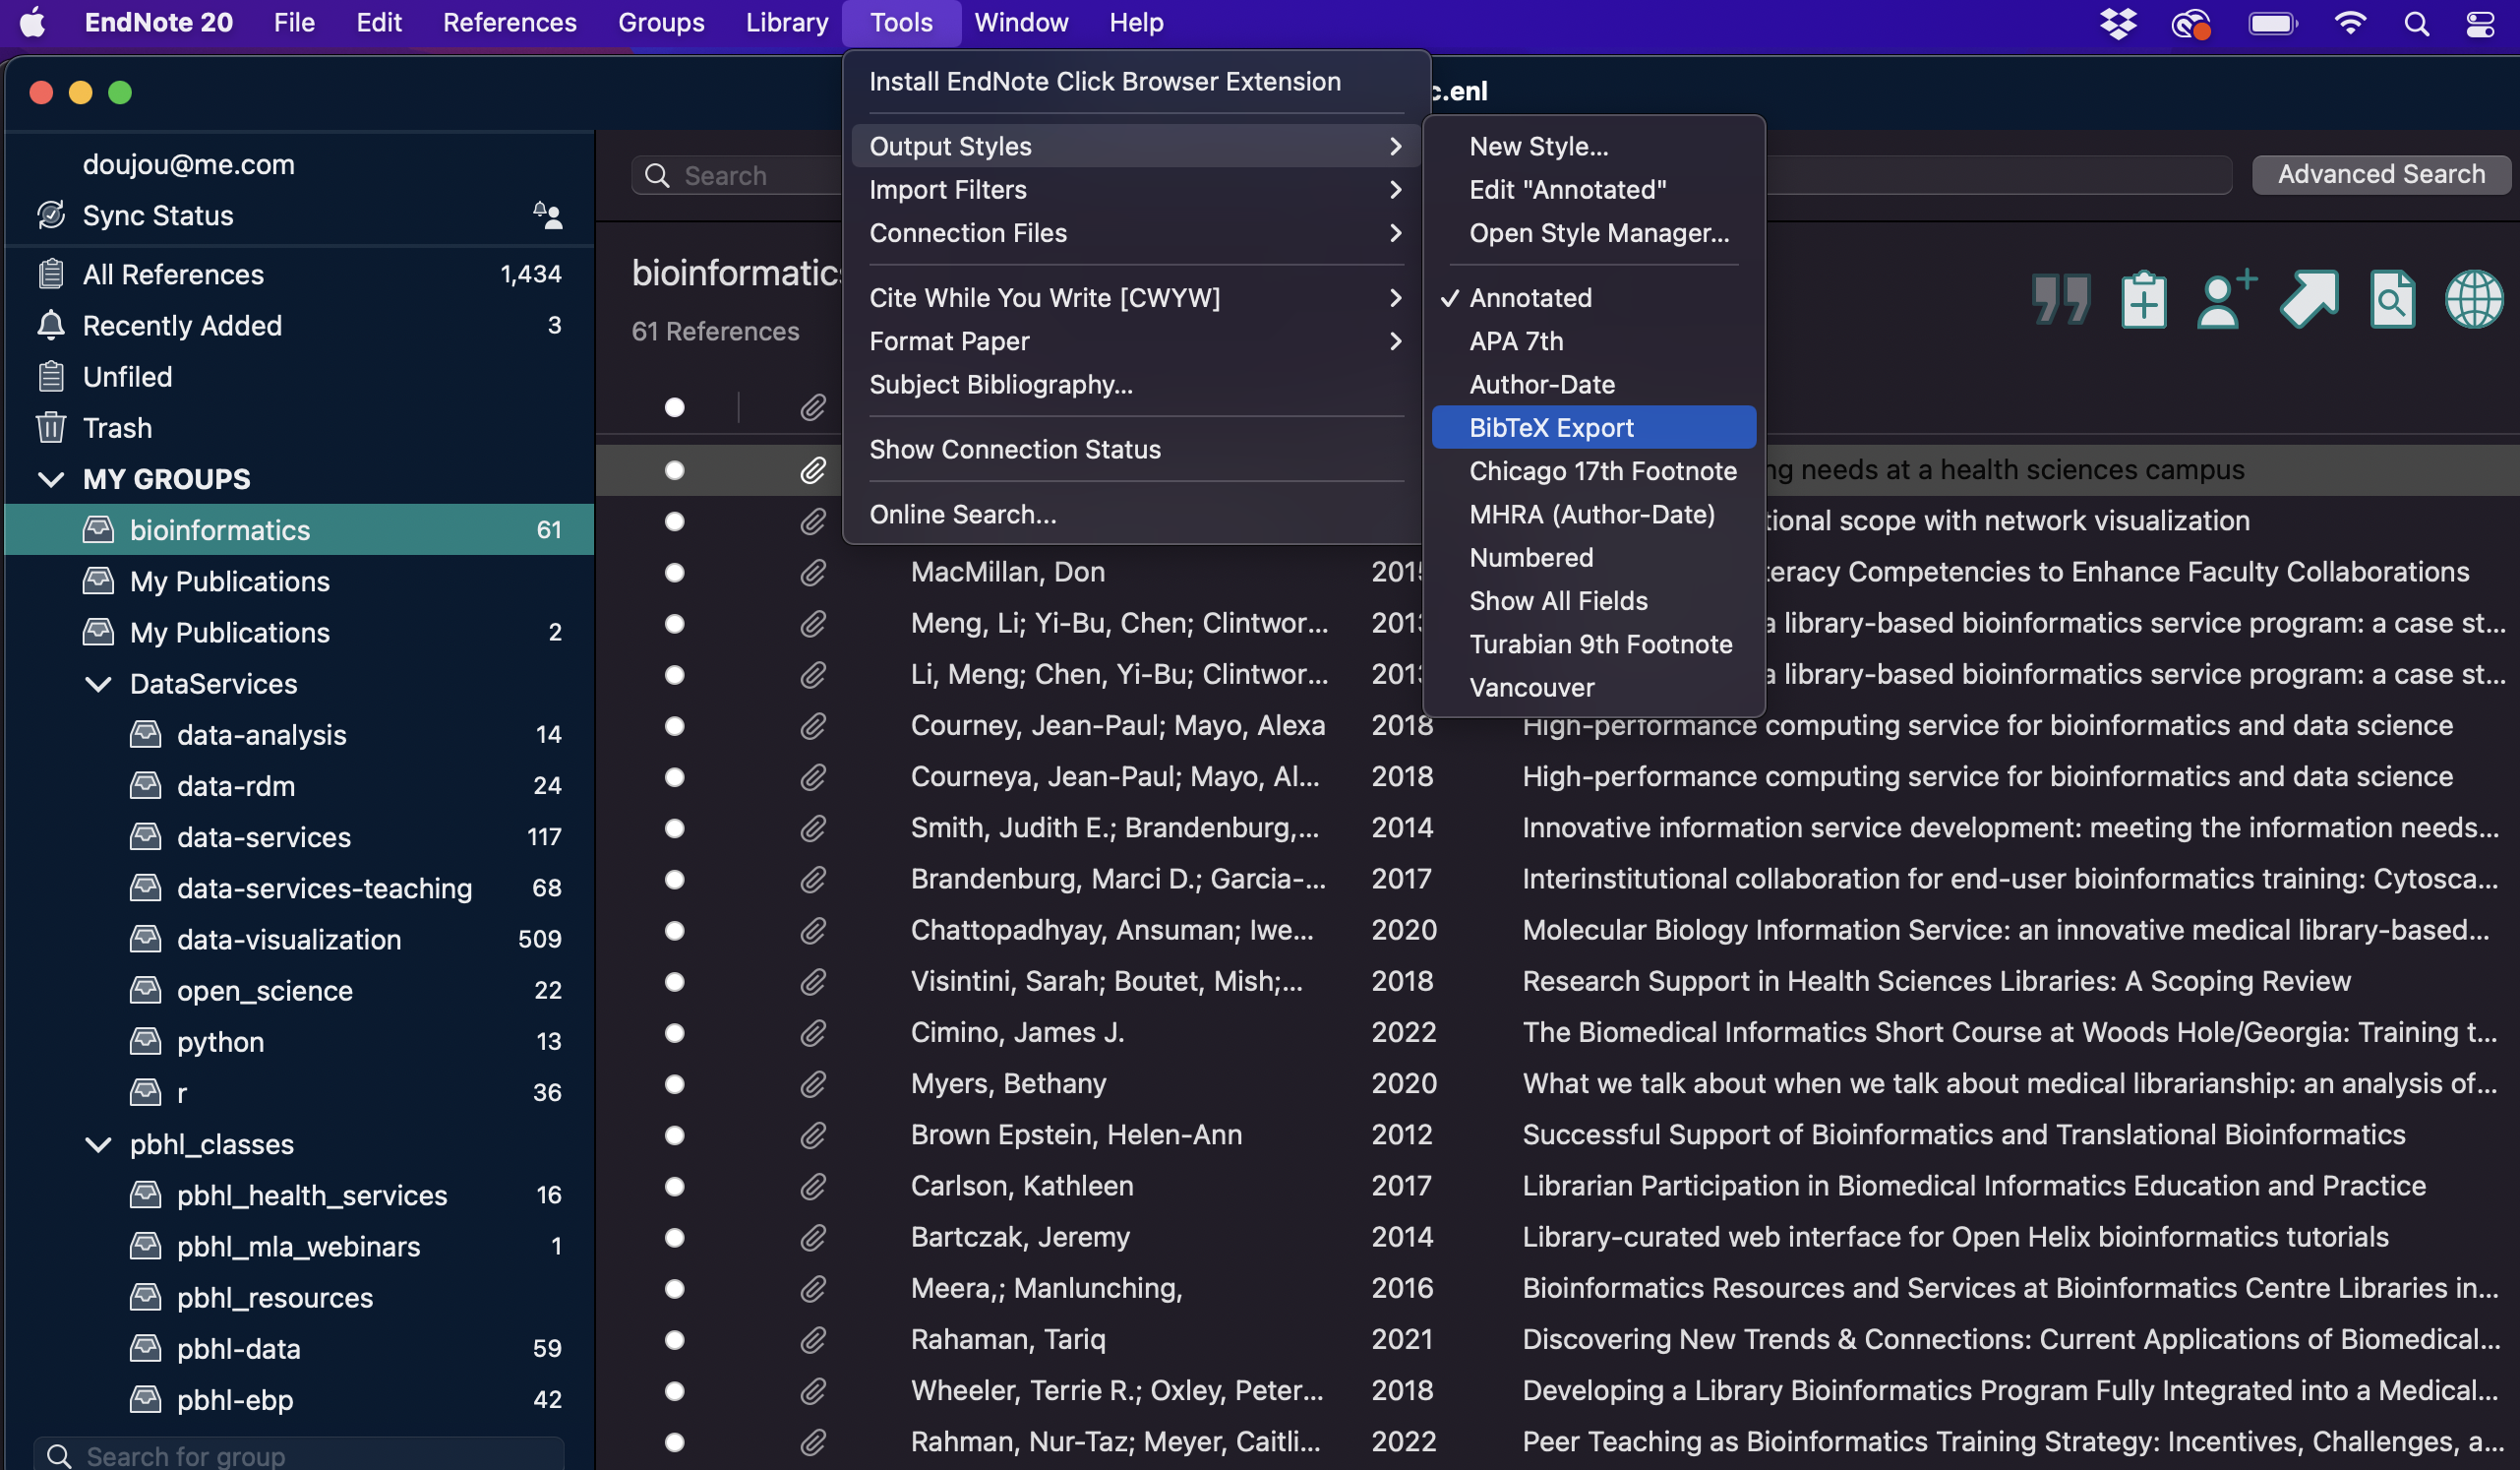 EndNote 20 File Edit References Groups Library Tools Window Help
c.enl
Install EndNote Click Browser Extension
Output Styles
Import Filters
Connection Files
Cite While You Write [CWYW]
Format Paper
Subject Bibliography...
Show Connection Status
Online Search...
New Style...
Edit "Annotated"
Open Style Manager...
✓ Annotated
APA 7th
Author-Date
BibTeX Export
Chicago 17th Footnote
MHRA (Author-Date)
Numbered
Show All Fields
Turabian 9th Footnote
Vancouver
doujou@me.com
Sync Status
All References 1,434
Recently Added 3
Unfiled
Trash
MY GROUPS
bioinformatics 61
My Publications
My Publications 2
DataServices
data-analysis 14
data-rdm 24
data-services 117
data-services-teaching 68
data-visualization 509
open_science 22
python 13
r 36
pbhl_classes
pbhl_health_services 16
pbhl_mla_webinars 1
pbhl_resources
pbhl-data 59
pbhl-ebp 42
Search for group
Search
Advanced Search
bioinformatics
61 References
ng needs at a health sciences campus
tional scope with network visualization
MacMillan, Don 2015 teracy Competencies to Enhance Faculty Collaborations
Meng, Li; Yi-Bu, Chen; Clintwor... 2013 a library-based bioinformatics service program: a case st...
Li, Meng; Chen, Yi-Bu; Clintwor... 2013 a library-based bioinformatics service program: a case st...
Courney, Jean-Paul; Mayo, Alexa 2018 High-performance computing service for bioinformatics and data science
Courneya, Jean-Paul; Mayo, Al... 2018 High-performance computing service for bioinformatics and data science
Smith, Judith E.; Brandenburg,... 2014 Innovative information service development: meeting the information needs...
Brandenburg, Marci D.; Garcia-... 2017 Interinstitutional collaboration for end-user bioinformatics training: Cytosca...
Chattopadhyay, Ansuman; Iwe... 2020 Molecular Biology Information Service: an innovative medical library-based...
Visintini, Sarah; Boutet, Mish;... 2018 Research Support in Health Sciences Libraries: A Scoping Review
Cimino, James J. 2022 The Biomedical Informatics Short Course at Woods Hole/Georgia: Training t...
Myers, Bethany 2020 What we talk about when we talk about medical librarianship: an analysis of...
Brown Epstein, Helen-Ann 2012 Successful Support of Bioinformatics and Translational Bioinformatics
Carlson, Kathleen 2017 Librarian Participation in Biomedical Informatics Education and Practice
Bartczak, Jeremy 2014 Library-curated web interface for Open Helix bioinformatics tutorials
Meera,; Manlunching, 2016 Bioinformatics Resources and Services at Bioinformatics Centre Libraries in...
Rahaman, Tariq 2021 Discovering New Trends & Connections: Current Applications of Biomedical...
Wheeler, Terrie R.; Oxley, Peter... 2018 Developing a Library Bioinformatics Program Fully Integrated into a Medical...
Rahman, Nur-Taz; Meyer, Caitli... 2022 Peer Teaching as Bioinformatics Training Strategy: Incentives, Challenges, a...